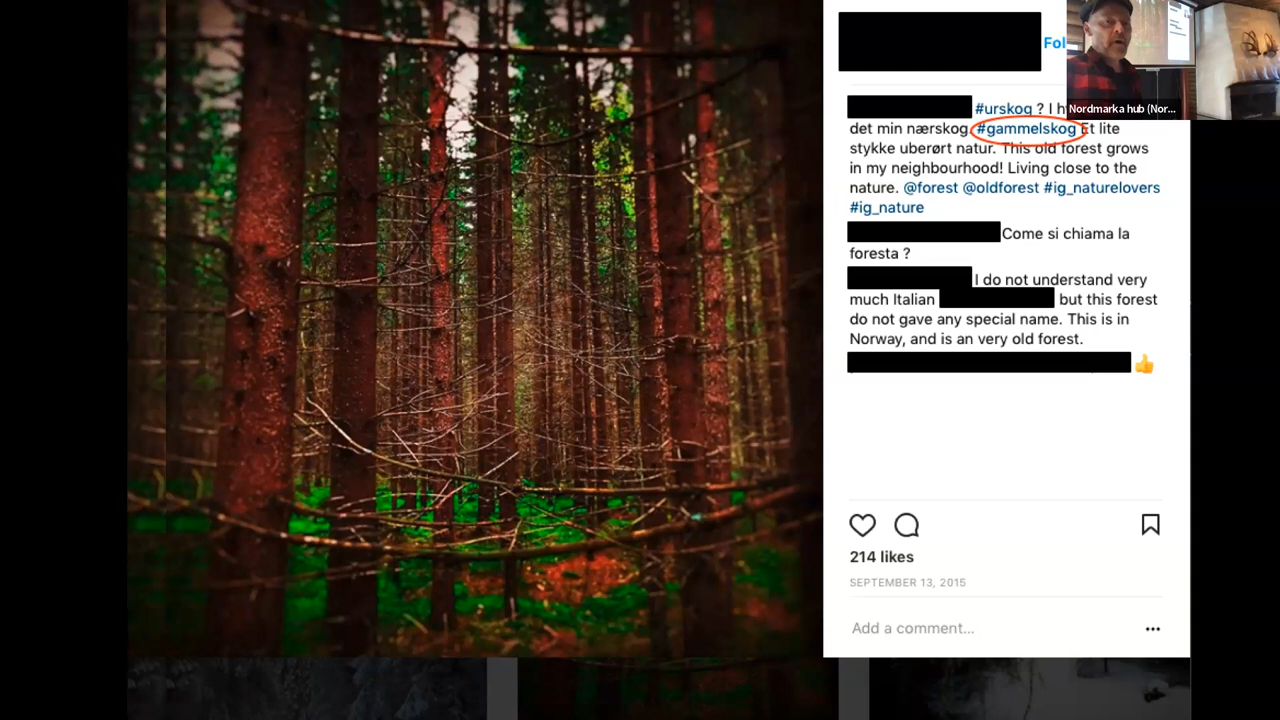 Fol
Nordmarka hub (Nor...
#urskog ? I h
det min nærskog. #gammelskog Et lite
stykke uberørt natur. This old forest grows
in my neighbourhood! Living close to the
nature. @forest @oldforest #ig_naturelovers
#ig_nature
Come si chiama la
foresta ?
I do not understand very
much Italian but this forest
do not gave any special name. This is in
Norway, and is an very old forest.
214 likes
SEPTEMBER 13, 2015
Add a comment...